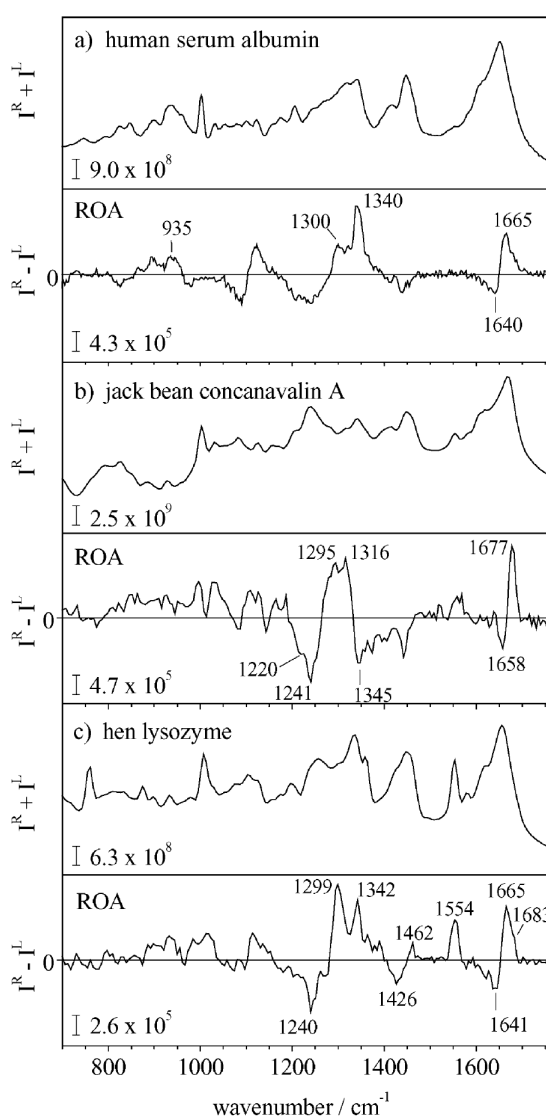 a) human serum albumin
I^R + I^L
9.0 x 10^8
ROA
935
1300
1340
1665
1640
0
I^R - I^L
4.3 x 10^5
b) jack bean concanavalin A
I^R + I^L
2.5 x 10^9
ROA
1295
1316
1677
0
I^R - I^L
1220
1241
1345
1658
4.7 x 10^5
c) hen lysozyme
I^R + I^L
6.3 x 10^8
ROA
1299
1342
1462
1554
1665
1683
0
I^R - I^L
1240
1426
1641
2.6 x 10^5
800 1000 1200 1400 1600
wavenumber / cm^-1